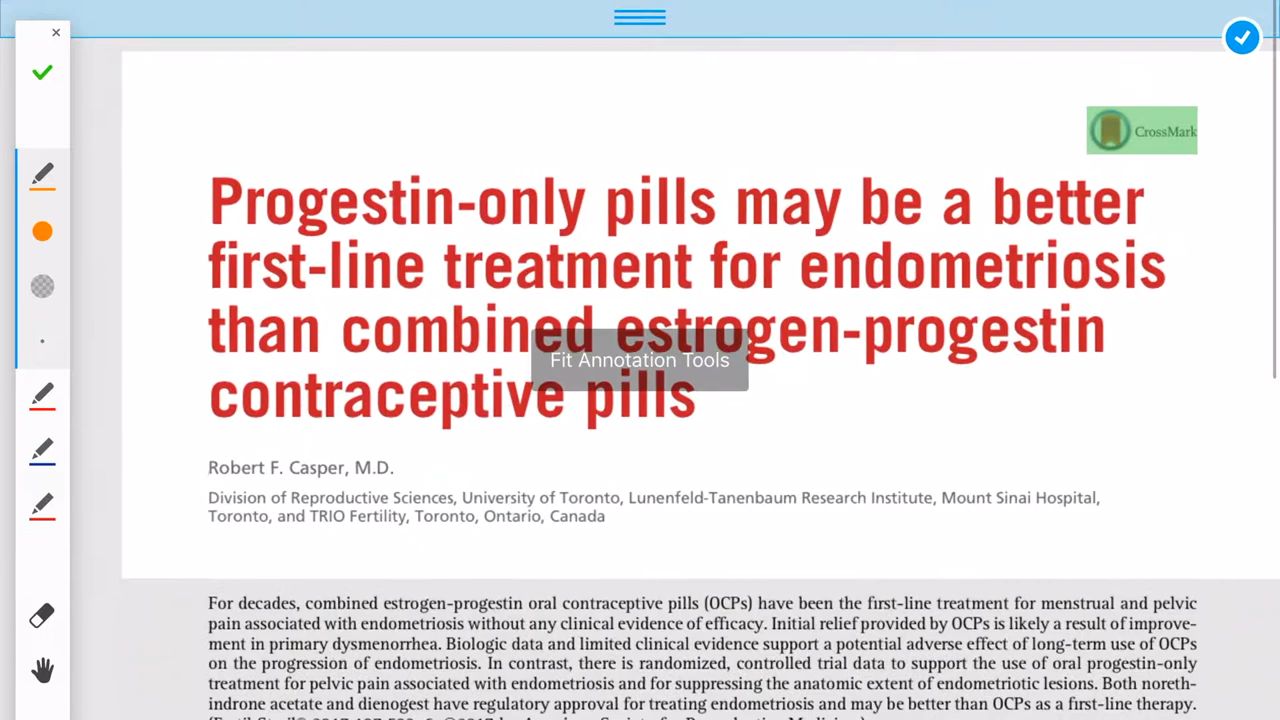 CrossMark
Progestin-only pills may be a better
first-line treatment for endometriosis
than combined estrogen-progestin
Fit Annotation Tools
contraceptive pills
Robert F. Casper, M.D.
Division of Reproductive Sciences, University of Toronto, Lunenfeld-Tanenbaum Research Institute, Mount Sinai Hospital,
Toronto, and TRIO Fertility, Toronto, Ontario, Canada
For decades, combined estrogen-progestin oral contraceptive pills (OCPs) have been the first-line treatment for menstrual and pelvic
pain associated with endometriosis without any clinical evidence of efficacy. Initial relief provided by OCPs is likely a result of improve-
ment in primary dysmenorrhea. Biologic data and limited clinical evidence support a potential adverse effect of long-term use of OCPs
on the progression of endometriosis. In contrast, there is randomized, controlled trial data to support the use of oral progestin-only
treatment for pelvic pain associated with endometriosis and for suppressing the anatomic extent of endometriotic lesions. Both noreth-
indrone acetate and dienogest have regulatory approval for treating endometriosis and may be better than OCPs as a first-line therapy.